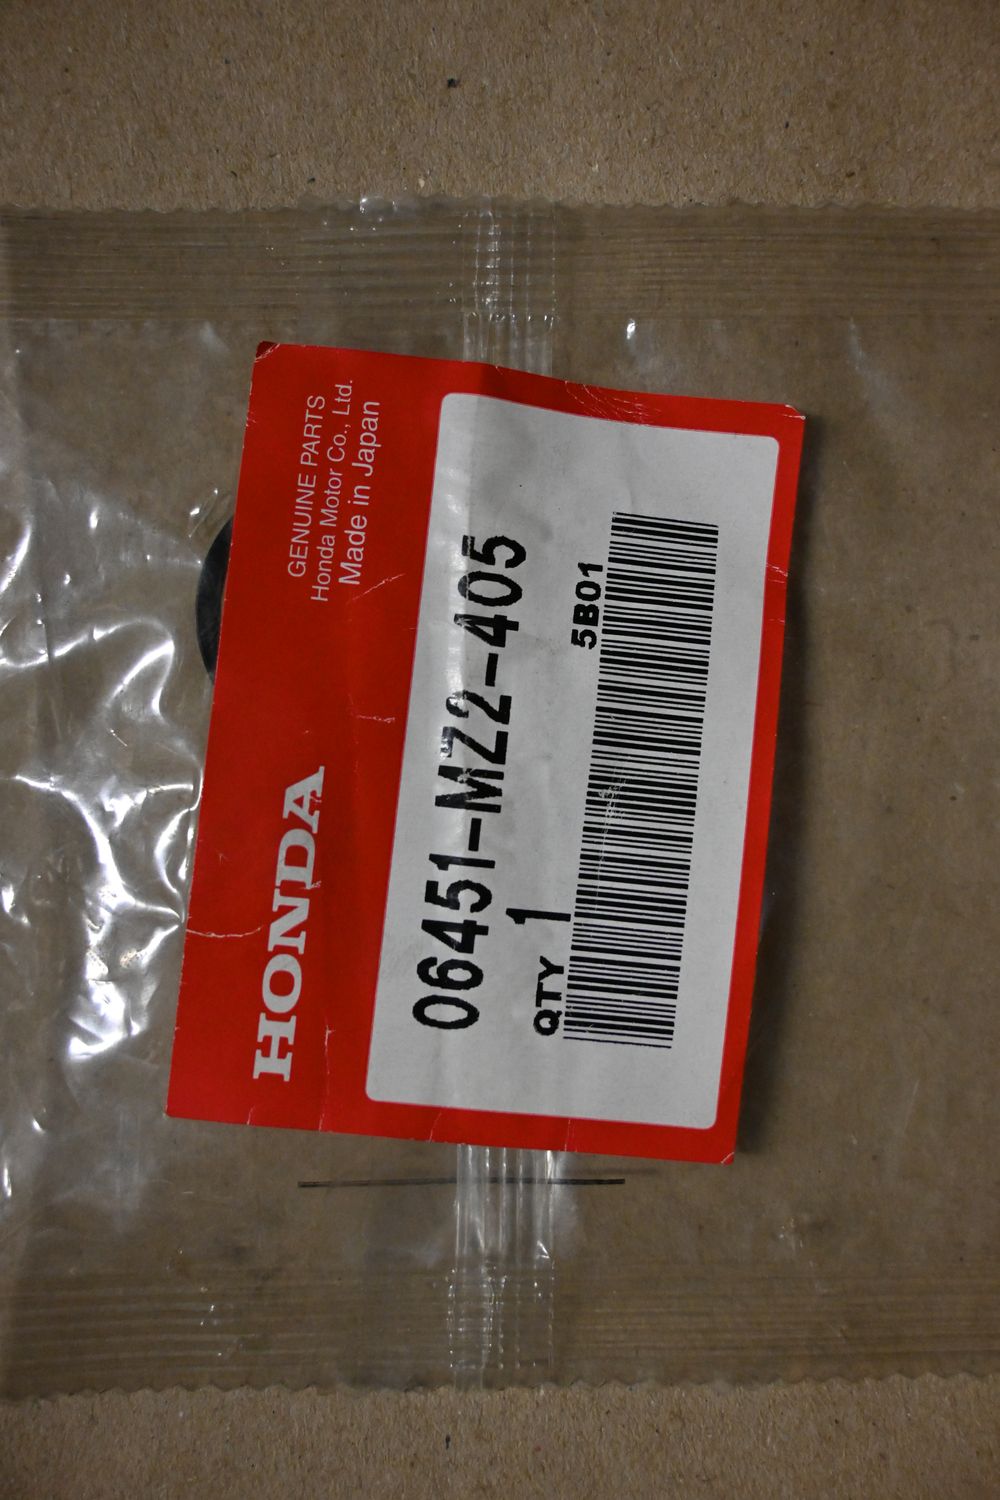 HONDA
GENUINE PARTS
Honda Motor Co., Ltd.
Made in Japan
06451-MZ2-405
QTY 1
5B01